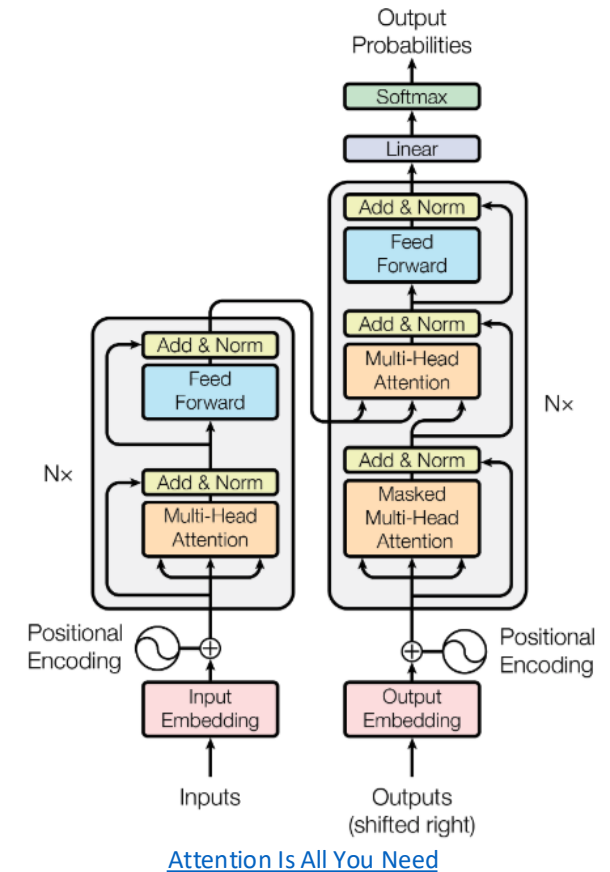 Output
Probabilities
Softmax
Linear
Add & Norm
Feed
Forward
Add & Norm
Multi-Head
Attention
Add & Norm
Masked
Multi-Head
Attention
Nx
Add & Norm
Feed
Forward
Add & Norm
Multi-Head
Attention
Nx
Positional
Encoding
Positional
Encoding
Input
Embedding
Output
Embedding
Inputs
Outputs
(shifted right)
Attention Is All You Need